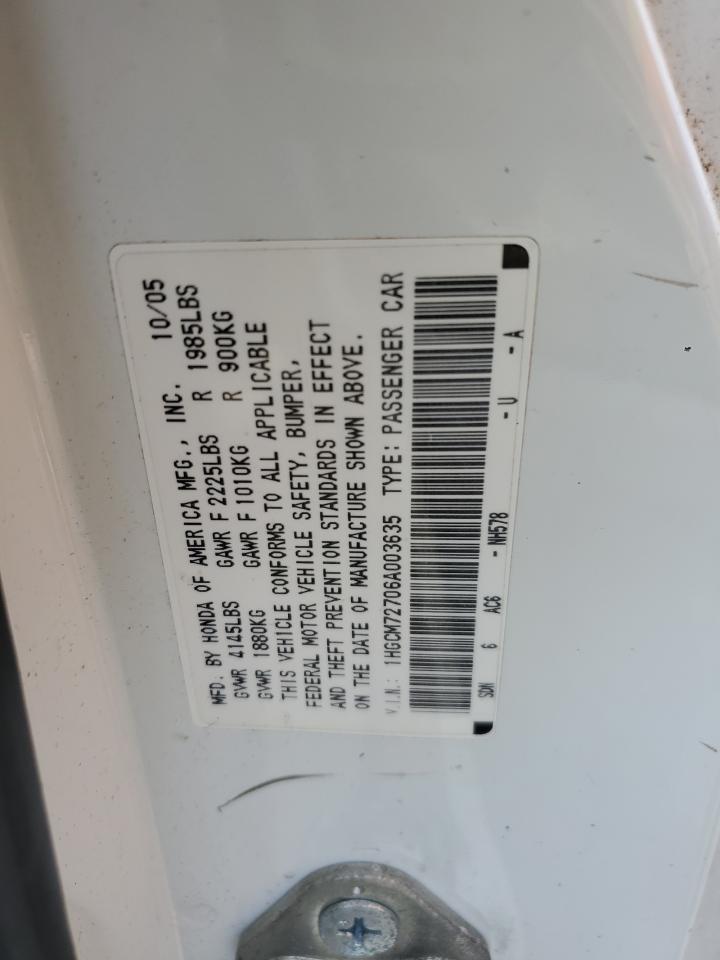 MFD. BY HONDA OF AMERICA MFG., INC. 10/05
GVWR 4145LBS GAWR F 2225LBS R 1985LBS
GVWR 1880KG GAWR F 1010KG R 900KG
THIS VEHICLE CONFORMS TO ALL APPLICABLE
FEDERAL MOTOR VEHICLE SAFETY, BUMPER,
AND THEFT PREVENTION STANDARDS IN EFFECT
ON THE DATE OF MANUFACTURE SHOWN ABOVE.
V.I.N.: 1HGCM72706A003635 TYPE: PASSENGER CAR
SDN 6 AC6 - NH578 - U - A